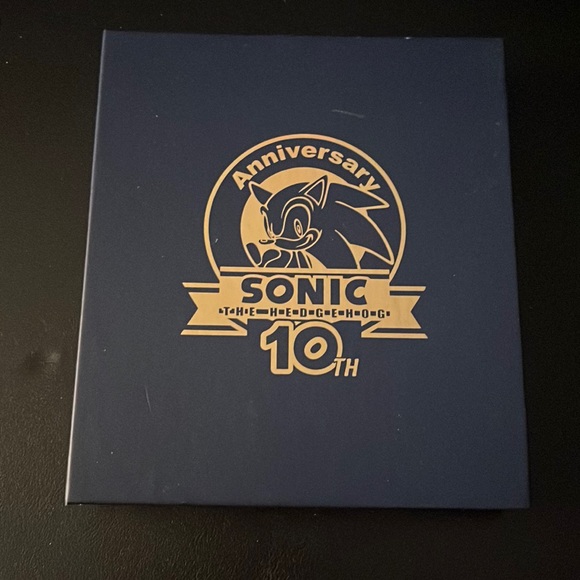 Anniversary
SONIC
THE HEDGEHOG
10TH